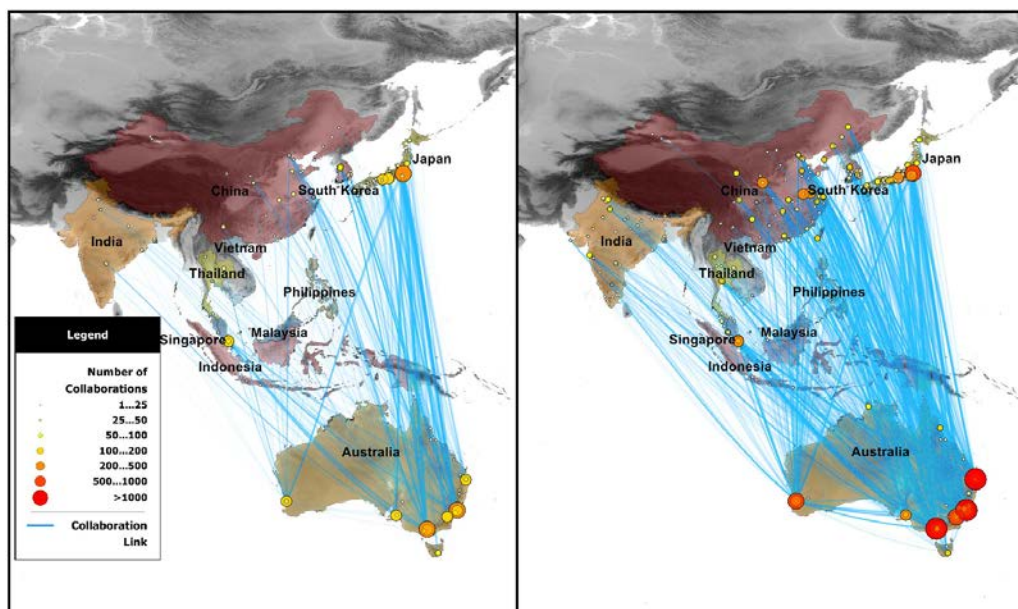 Japan
China
South Korea
India
Vietnam
Thailand
Philippines
Malaysia
Singapore
Indonesia
Australia
Legend
Number of
Collaborations
1...25
25...50
50...100
100...200
200...500
500...1000
>1000
Collaboration
Link
Japan
China
South Korea
India
Vietnam
Thailand
Philippines
Malaysia
Singapore
Indonesia
Australia